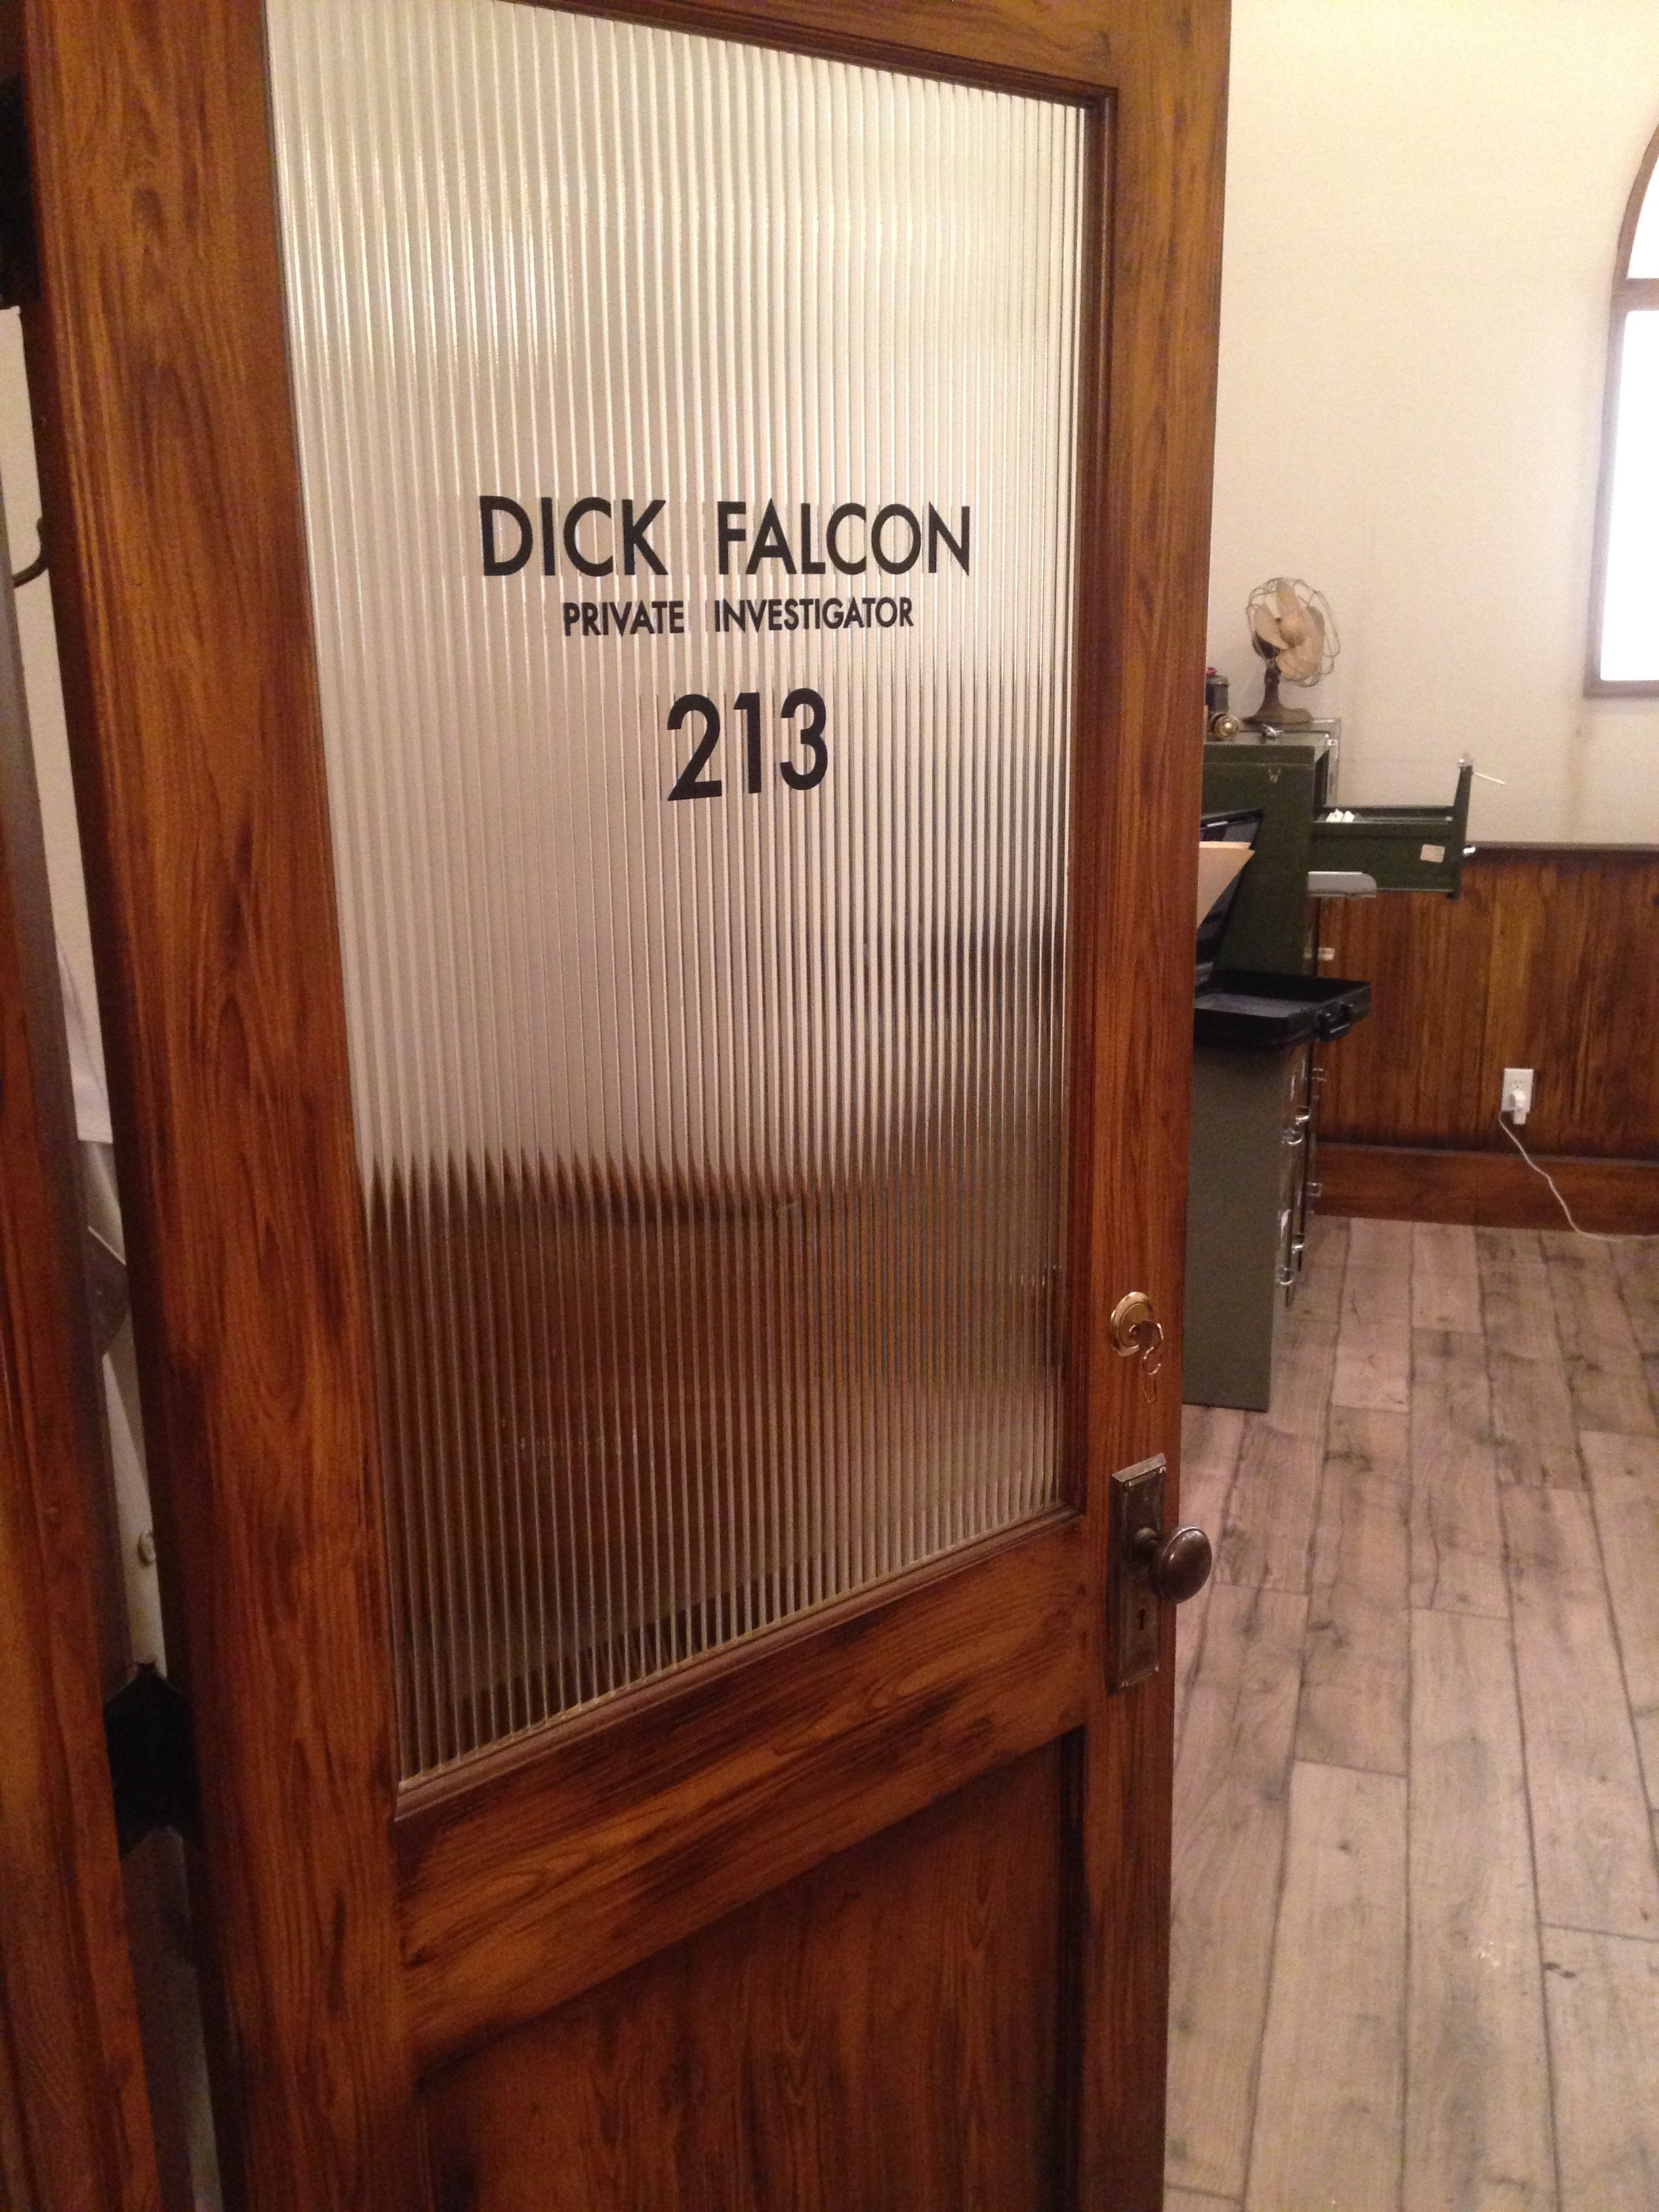 DICK FALCON
PRIVATE INVESTIGATOR
213